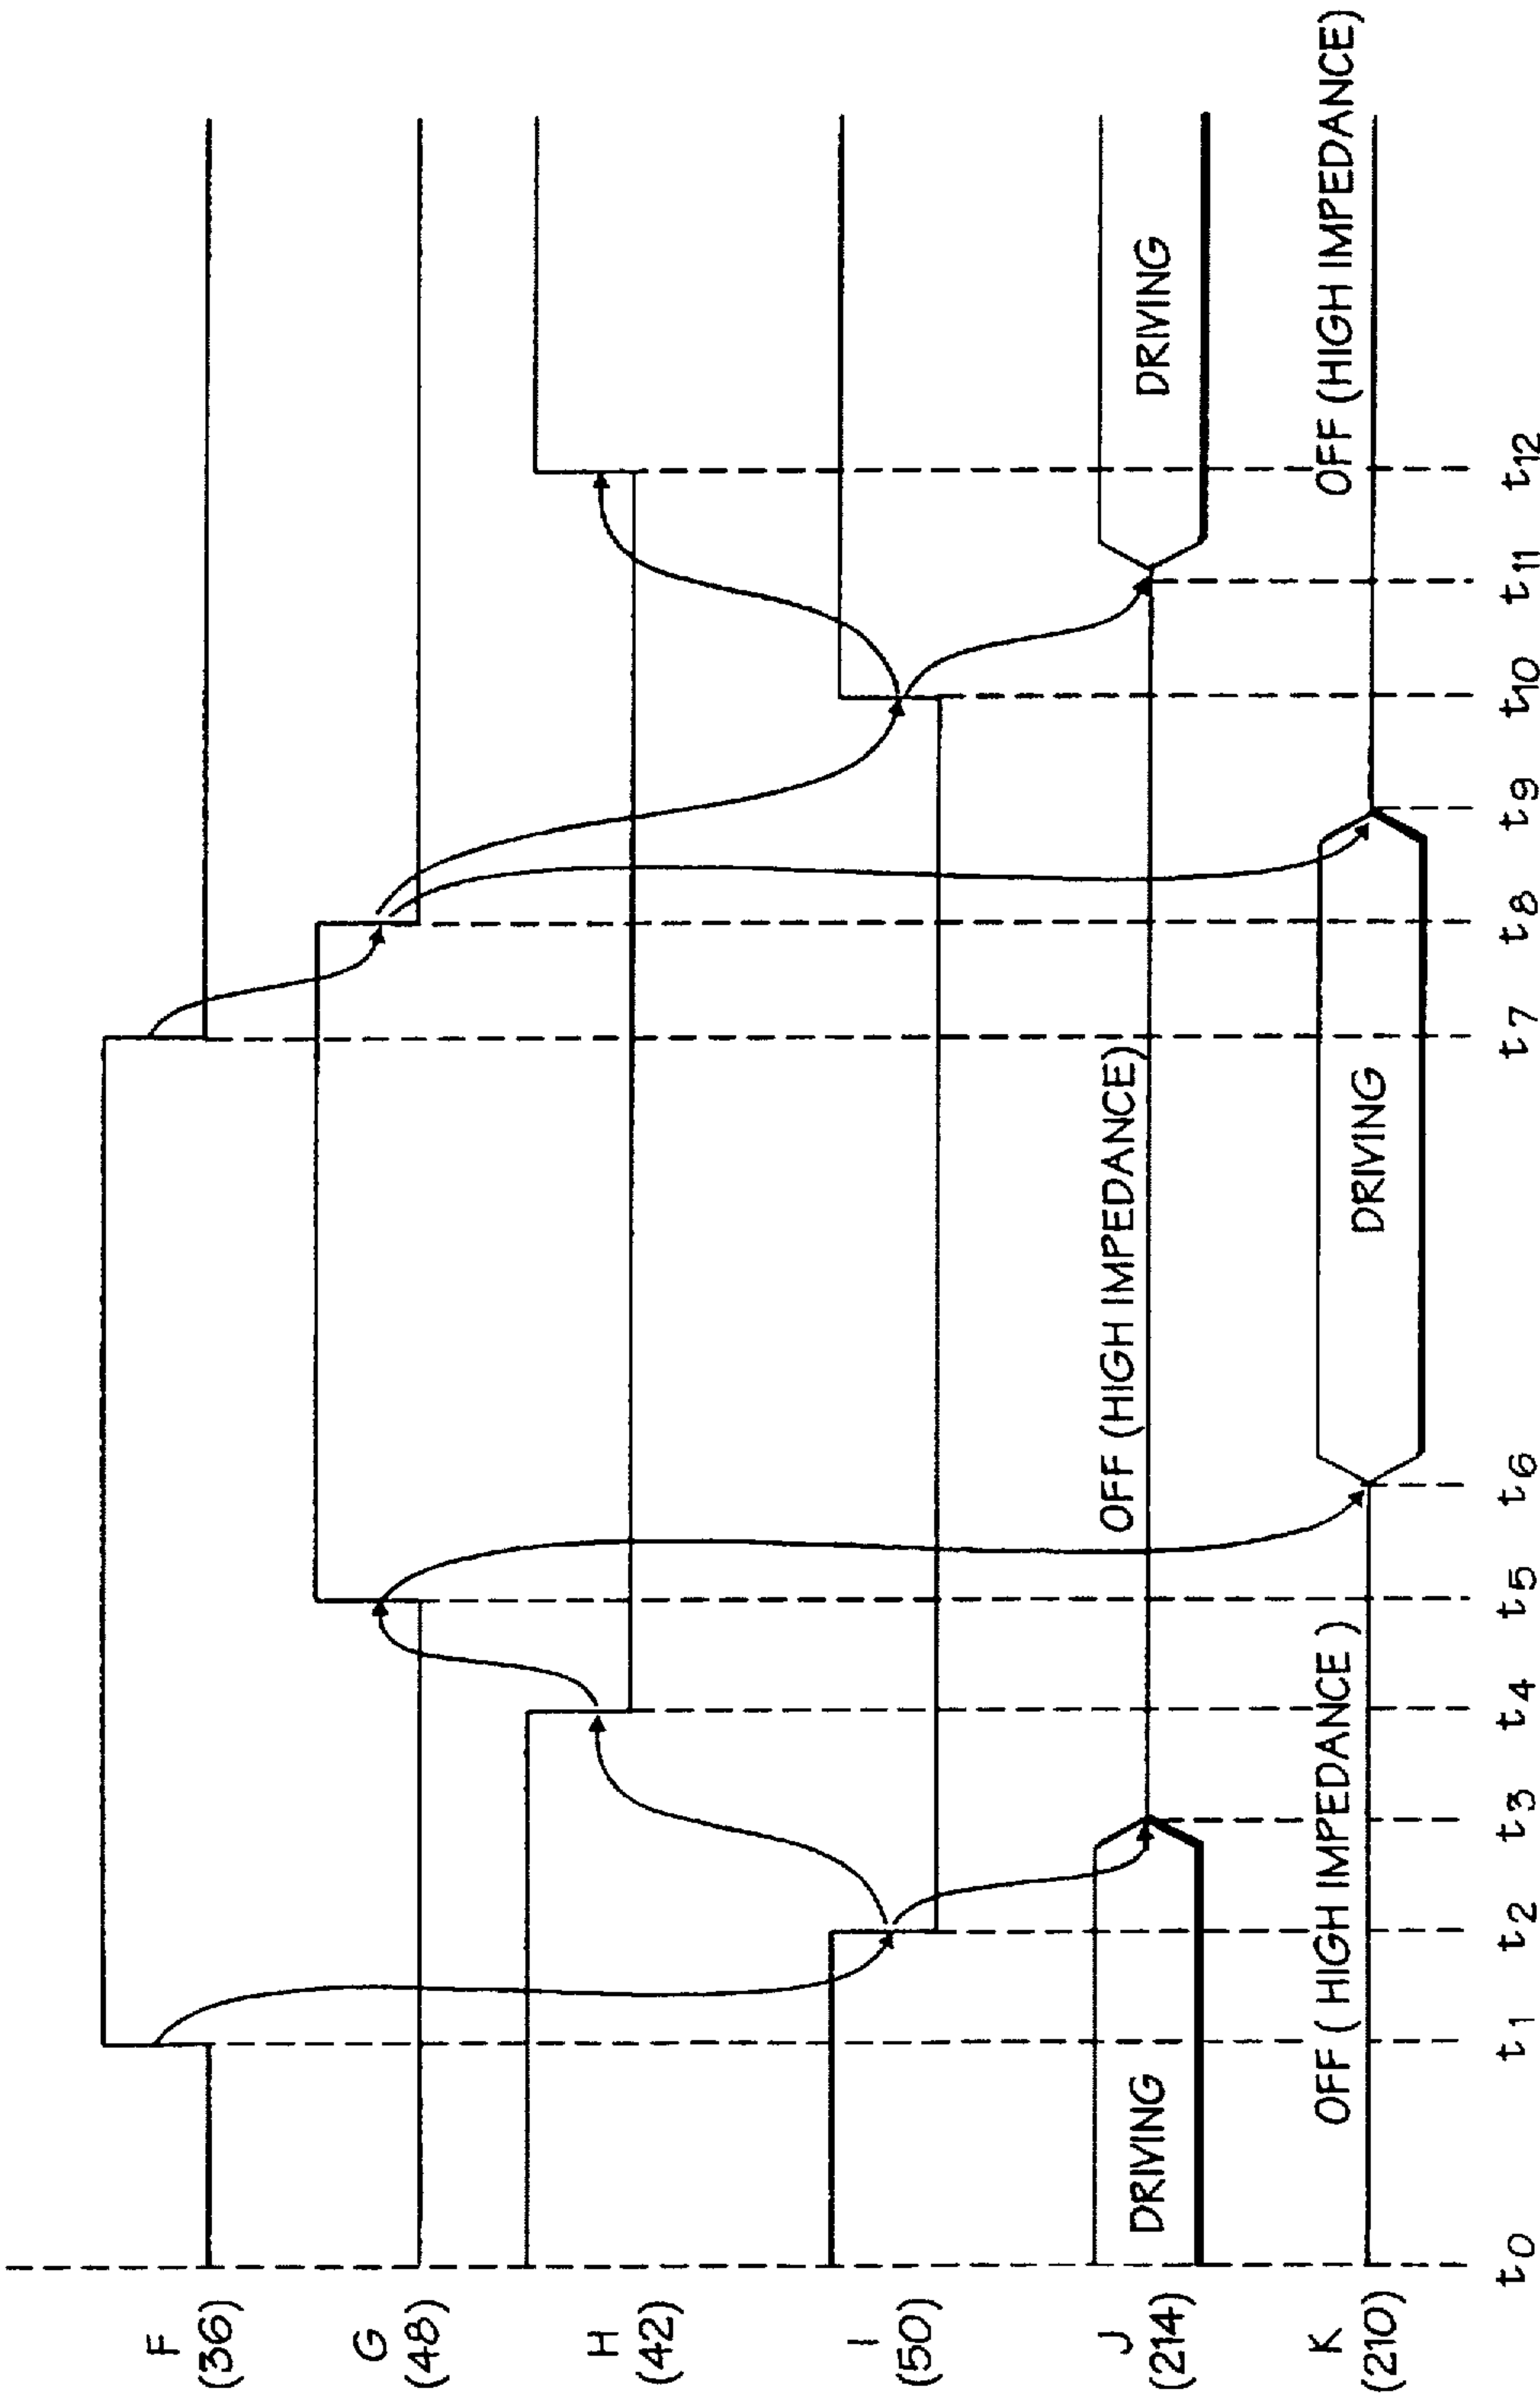 F
(36)
G
(48)
H
(42)
I
(50)
DRIVING
OFF (HIGH IMPEDANCE)
DRIVING
J
(214)
OFF ( HIGH IMPEDANCE )
DRIVING
OFF (HIGH IMPEDANCE)
K
(210)
t0 t1 t2 t3 t4 t5 t6 t7 t8 t9 t10 t11 t12